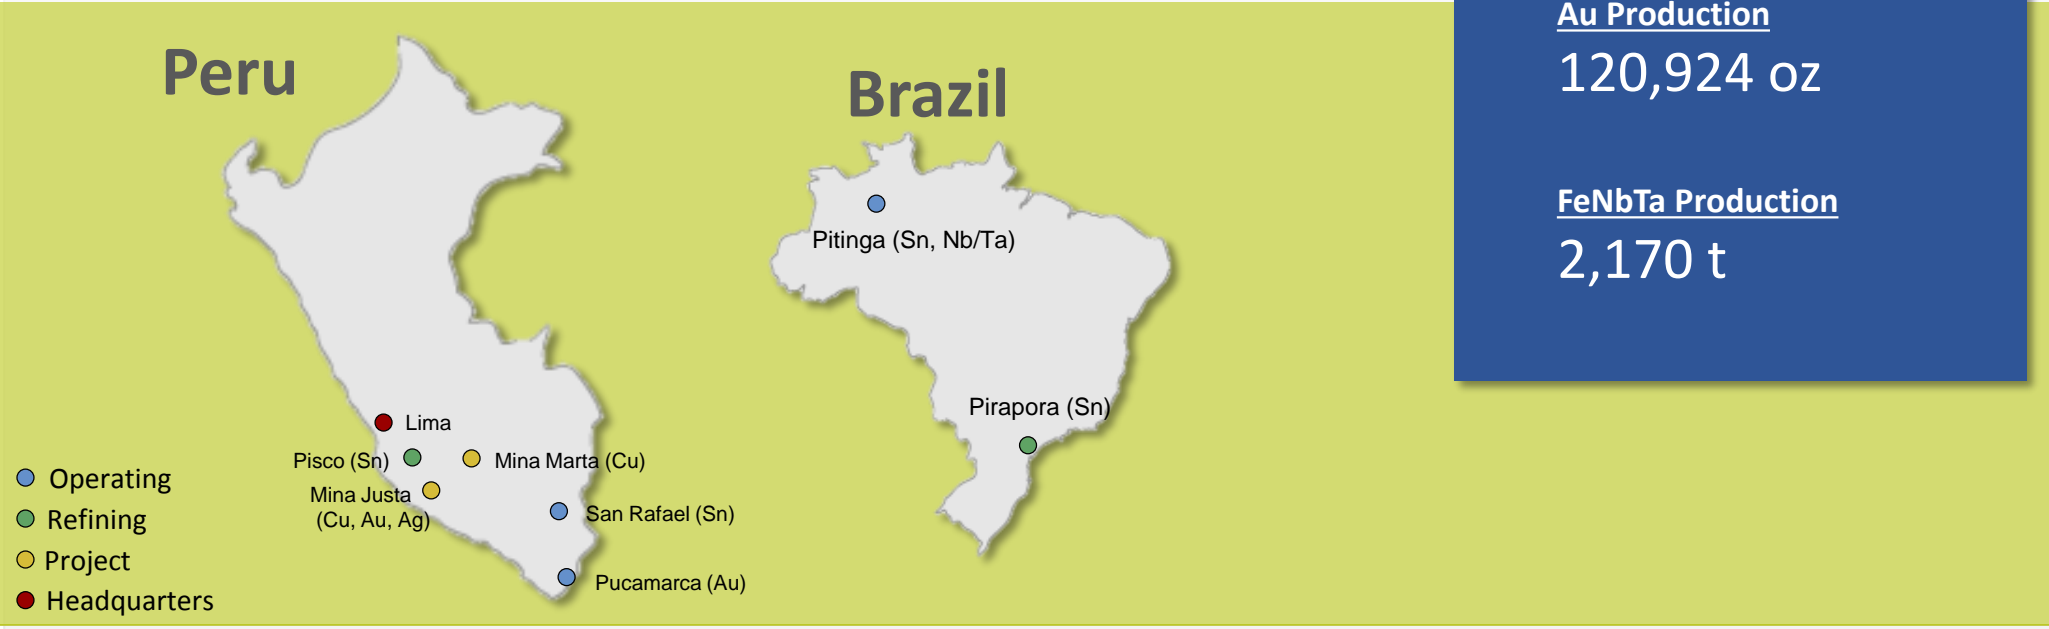 Peru
Lima
Pisco (Sn)
Mina Marta (Cu)
Mina Justa
(Cu, Au, Ag)
San Rafael (Sn)
Pucamarca (Au)
Operating
Refining
Project
Headquarters
Brazil
Pitinga (Sn, Nb/Ta)
Pirapora (Sn)
Au Production
120,924 oz
FeNbTa Production
2,170 t